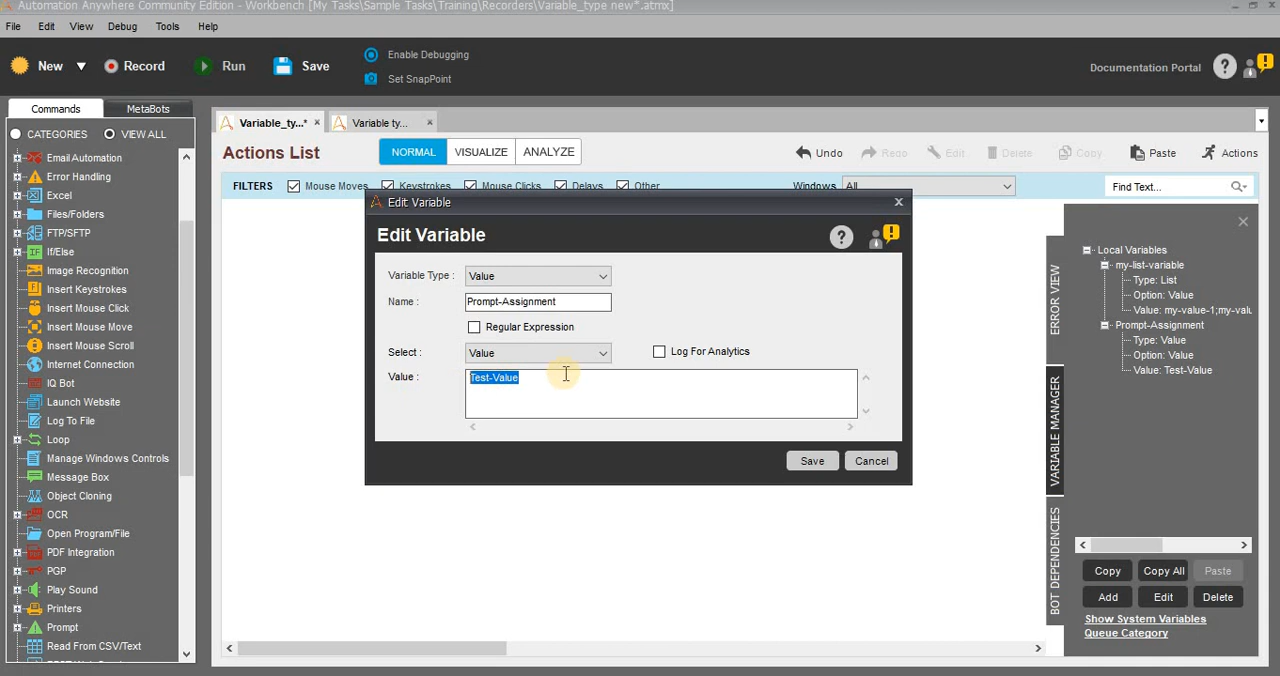 Automation Anywhere Community Edition - Workbench [My Tasks\Sample Tasks\Training\Recorders\Variable_type new*.atmx]
File Edit View Debug Tools Help
New Record Run Save
Enable Debugging
Set SnapPoint
Documentation Portal ?
Commands MetaBots
Variable_ty...* × Variable ty... ×
CATEGORIES VIEW ALL
Actions List NORMAL VISUALIZE ANALYZE Undo Redo Edit Delete Copy Paste Actions
FILTERS Mouse Moves Keystrokes Mouse Clicks Delays Other Windows All Find Text...
Email Automation
Error Handling
Excel
Files/Folders
FTP/SFTP
If/Else
Image Recognition
Insert Keystrokes
Insert Mouse Click
Insert Mouse Move
Insert Mouse Scroll
Internet Connection
IQ Bot
Launch Website
Log To File
Loop
Manage Windows Controls
Message Box
Object Cloning
OCR
Open Program/File
PDF Integration
PGP
Play Sound
Printers
Prompt
Read From CSV/Text
Edit Variable
Edit Variable ?
Variable Type : Value
Name : Prompt-Assignment
Regular Expression
Select : Value Log For Analytics
Value : Test-Value
Save Cancel
ERROR VIEW
VARIABLE MANAGER
BOT DEPENDENCIES
Local Variables
my-list-variable
Type: List
Option: Value
Value: my-value-1;my-valu
Prompt-Assignment
Type: Value
Option: Value
Value: Test-Value
Copy Copy All Paste
Add Edit Delete
Show System Variables
Queue Category